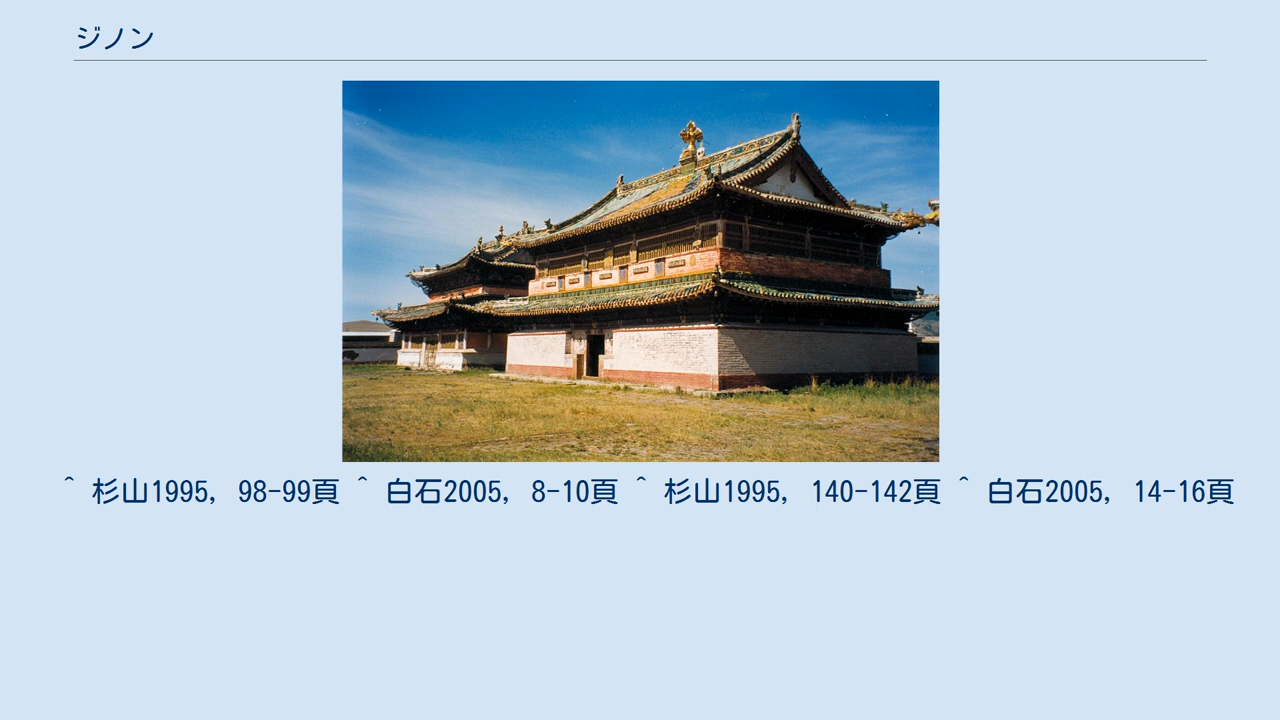 ジノン
^ 杉山1995, 98-99頁 ^ 白石2005, 8-10頁 ^ 杉山1995, 140-142頁 ^ 白石2005, 14-16頁